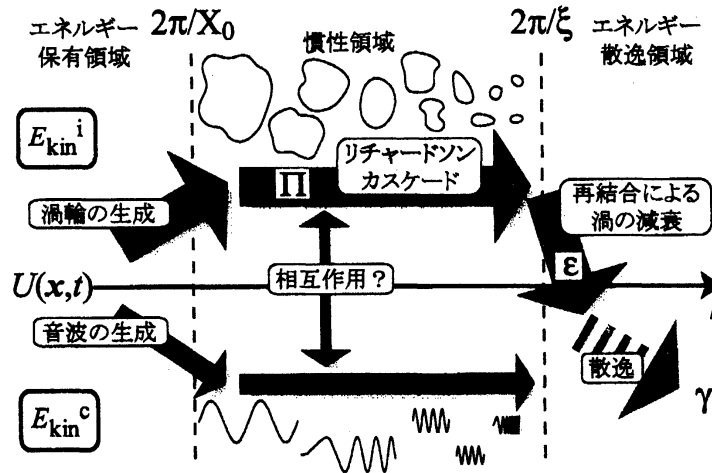 エネルギー
保有領域
2π/X₀
慣性領域
2π/ξ
エネルギー
散逸領域
E_kin^i
リチャードソン
カスケード
Π
渦輪の生成
再結合による
渦の減衰
ε
U(x,t)
相互作用？
音波の生成
散逸
γ
E_kin^c